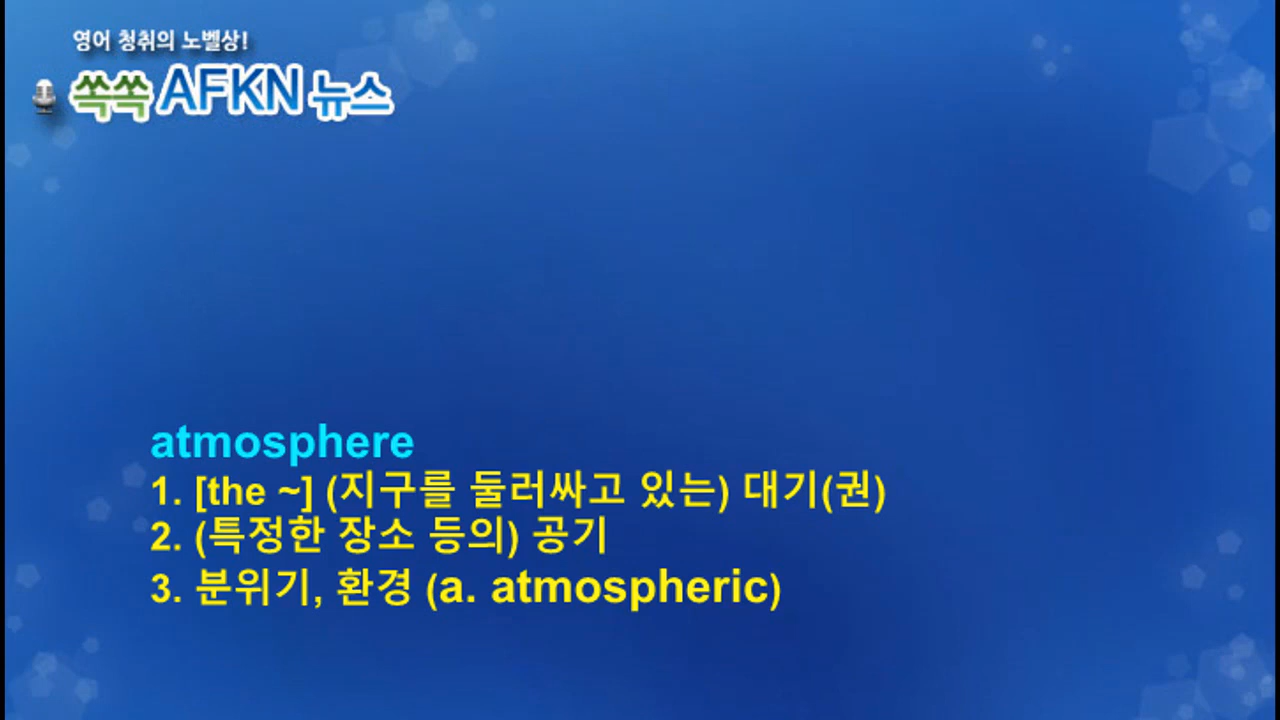 영어 청취의 노벨상!
쏙쏙 AFKN 뉴스
atmosphere
1. [the ~] (지구를 둘러싸고 있는) 대기(권)
2. (특정한 장소 등의) 공기
3. 분위기, 환경 (a. atmospheric)